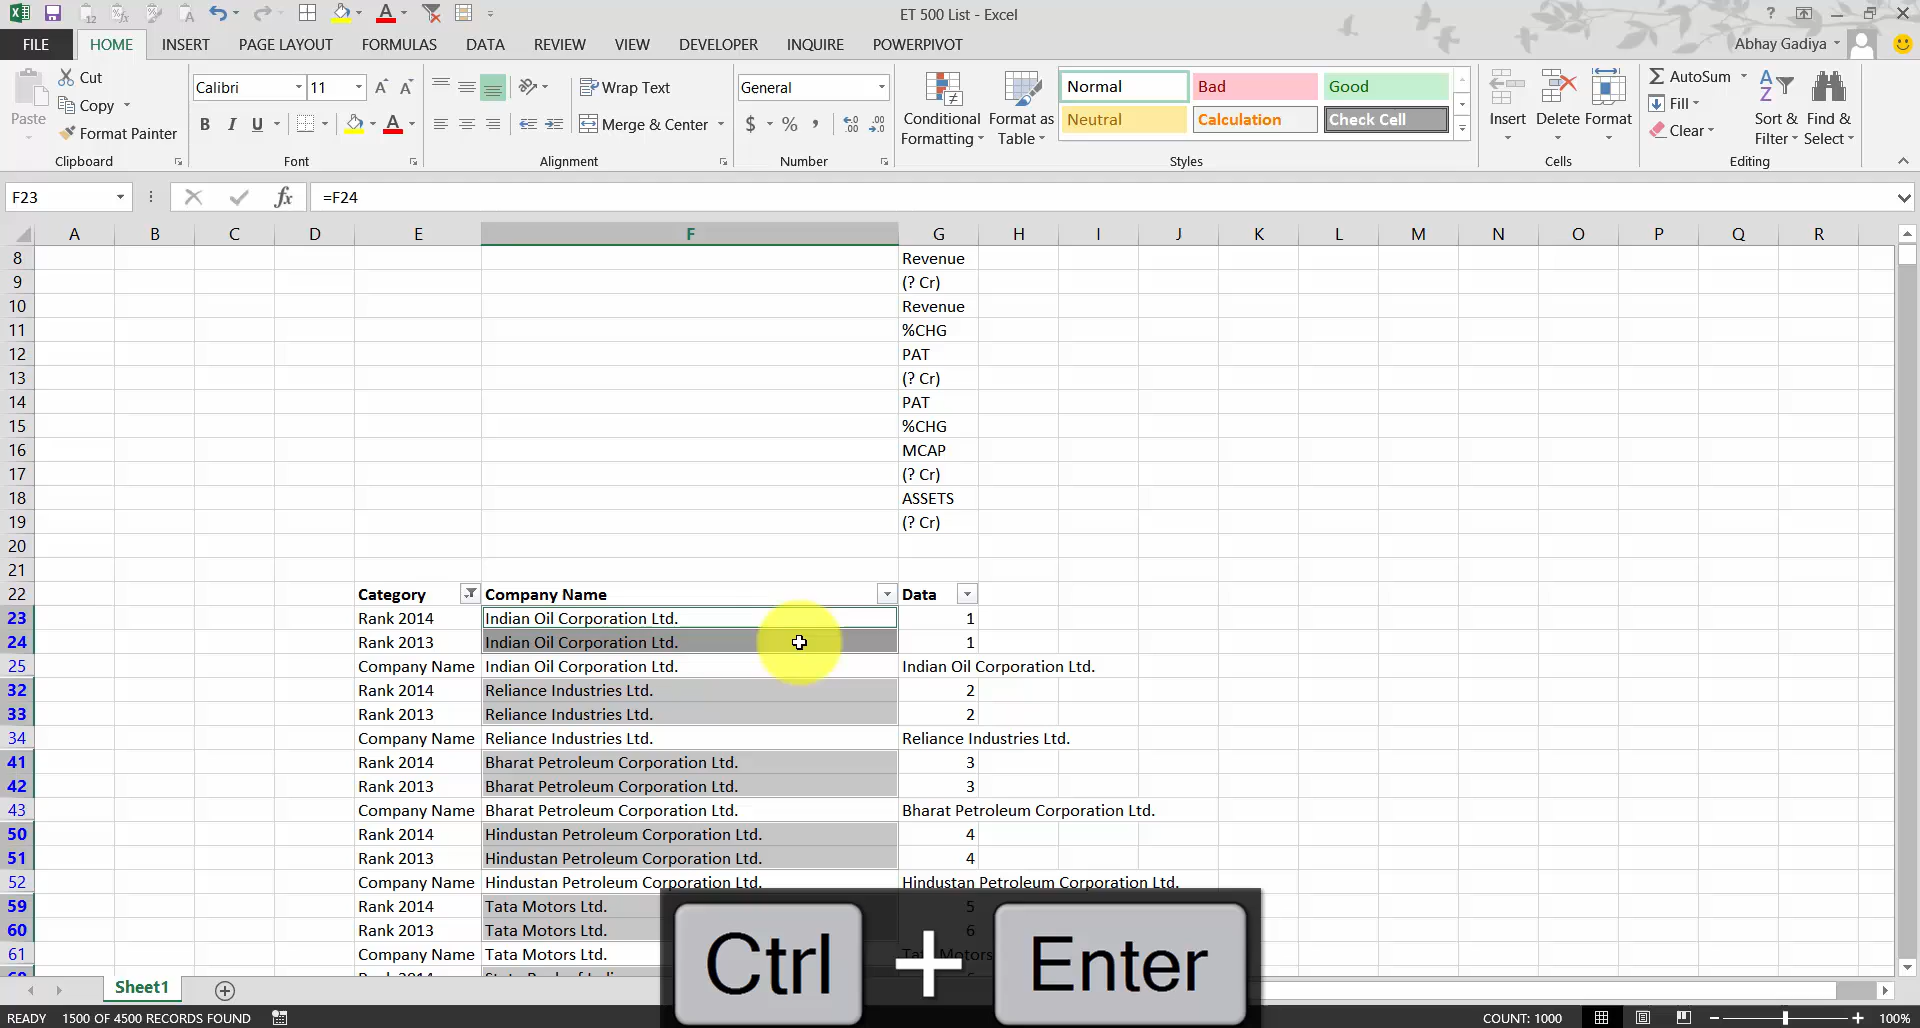 ET 500 List - Excel
?
FILE HOME INSERT PAGE LAYOUT FORMULAS DATA REVIEW VIEW DEVELOPER INQUIRE POWERPIVOT Abhay Gadiya
Paste Cut Copy Format Painter Clipboard
Calibri 11 A A B I U A Font
Wrap Text Merge & Center Alignment
General $ % , .00 Number
Conditional Formatting Format as Table
Normal Bad Good
Neutral Calculation Check Cell
Styles
Insert Delete Format Cells
AutoSum Fill Clear Sort & Filter Find & Select Editing
F23 fx =F24
A B C D E F G H I J K L M N O P Q R
8 Revenue
9 (? Cr)
10 Revenue
11 %CHG
12 PAT
13 (? Cr)
14 PAT
15 %CHG
16 MCAP
17 (? Cr)
18 ASSETS
19 (? Cr)
20
21
22 Category Company Name Data
23 Rank 2014 Indian Oil Corporation Ltd. 1
24 Rank 2013 Indian Oil Corporation Ltd. 1
25 Company Name Indian Oil Corporation Ltd. Indian Oil Corporation Ltd.
32 Rank 2014 Reliance Industries Ltd. 2
33 Rank 2013 Reliance Industries Ltd. 2
34 Company Name Reliance Industries Ltd. Reliance Industries Ltd.
41 Rank 2014 Bharat Petroleum Corporation Ltd. 3
42 Rank 2013 Bharat Petroleum Corporation Ltd. 3
43 Company Name Bharat Petroleum Corporation Ltd. Bharat Petroleum Corporation Ltd.
50 Rank 2014 Hindustan Petroleum Corporation Ltd. 4
51 Rank 2013 Hindustan Petroleum Corporation Ltd. 4
52 Company Name Hindustan Petroleum Corporation Ltd. Hindustan Petroleum Corporation Ltd.
59 Rank 2014 Tata Motors Ltd. 5
60 Rank 2013 Tata Motors Ltd. 6
61 Company Name Tata Motors Ltd. Tata Motors
Ctrl + Enter
Sheet1
READY 1500 OF 4500 RECORDS FOUND COUNT: 1000 100%